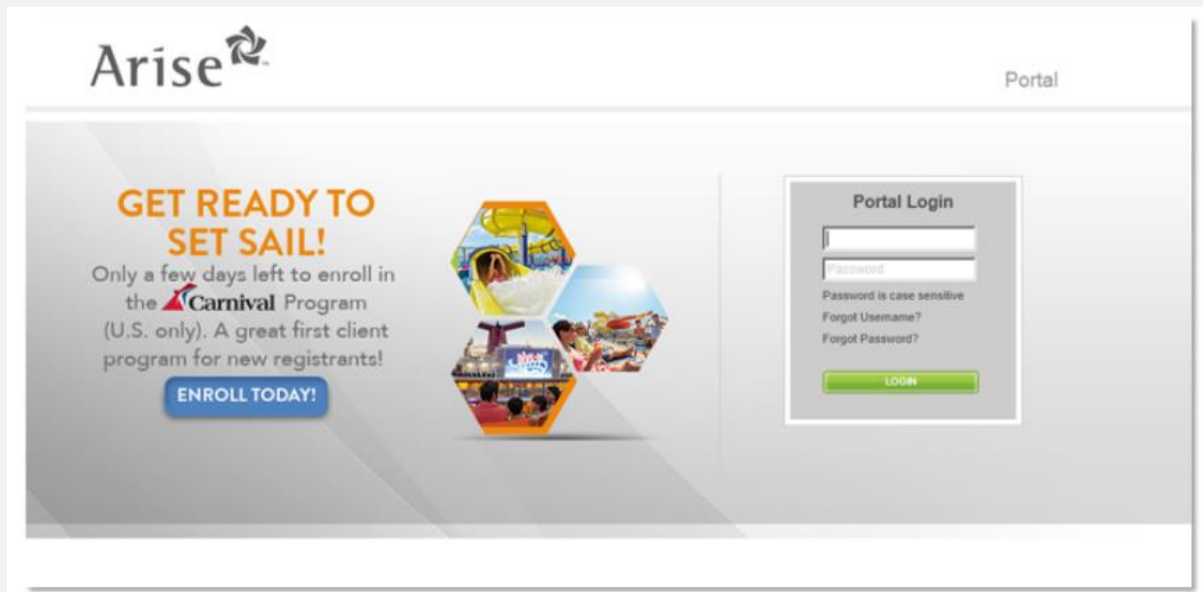 Arise
Portal
GET READY TO
SET SAIL!
Only a few days left to enroll in
the Carnival Program
(U.S. only). A great first client
program for new registrants!
ENROLL TODAY!
Portal Login
Password
Password is case sensitive
Forgot Username?
Forgot Password?
LOGIN